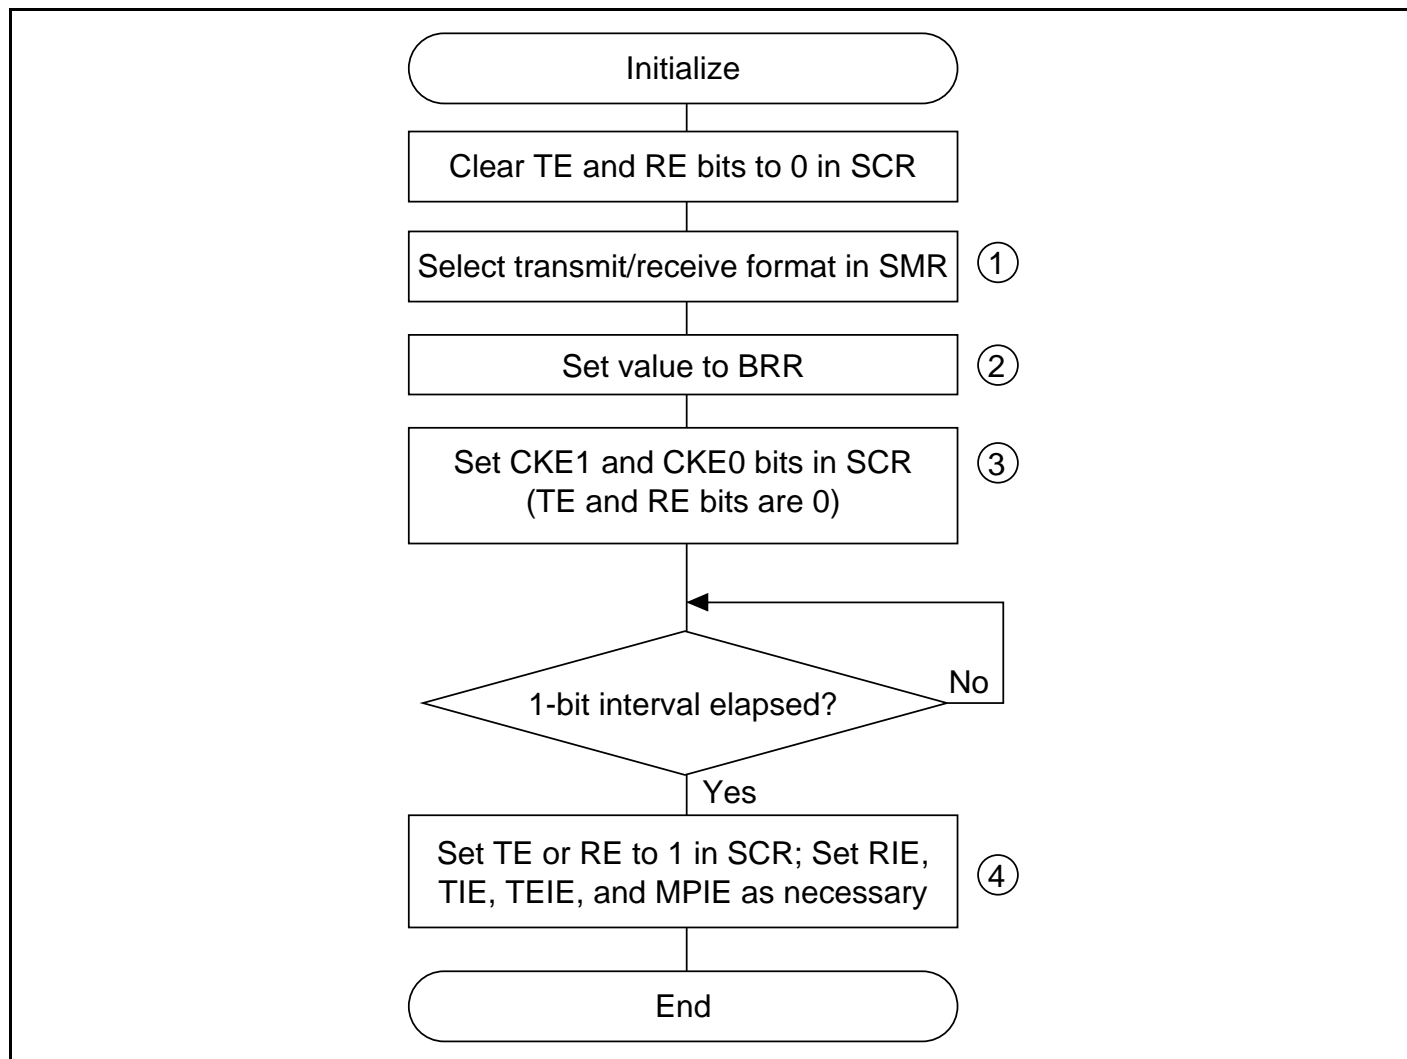 Initialize
Clear TE and RE bits to 0 in SCR
Select transmit/receive format in SMR
1
Set value to BRR
2
Set CKE1 and CKE0 bits in SCR
(TE and RE bits are 0)
3
No
1-bit interval elapsed?
Yes
Set TE or RE to 1 in SCR; Set RIE,
TIE, TEIE, and MPIE as necessary
4
End